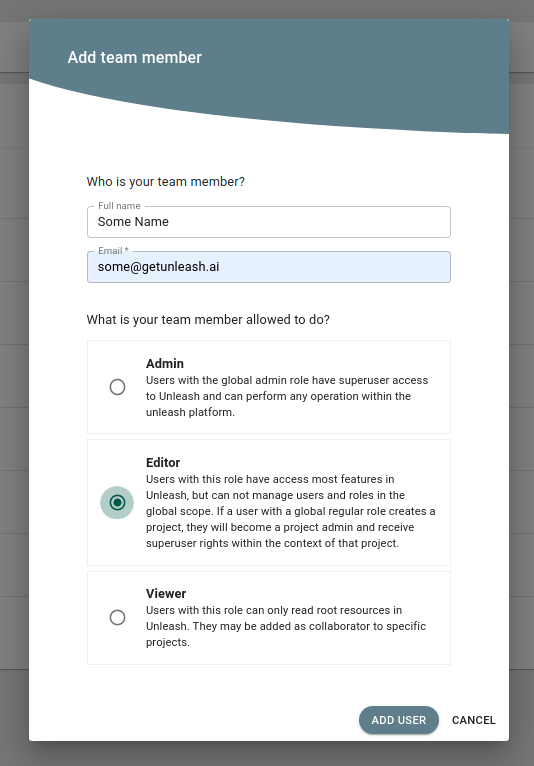 Add team member
Who is your team member?
Full name
Some Name
Email *
some@getunleash.ai
What is your team member allowed to do?
Admin
Users with the global admin role have superuser access
to Unleash and can perform any operation within the
unleash platform.
Editor
Users with this role have access most features in
Unleash, but can not manage users and roles in the
global scope. If a user with a global regular role creates a
project, they will become a project admin and receive
superuser rights within the context of that project.
Viewer
Users with this role can only read root resources in
Unleash. They may be added as collaborator to specific
projects.
ADD USER
CANCEL